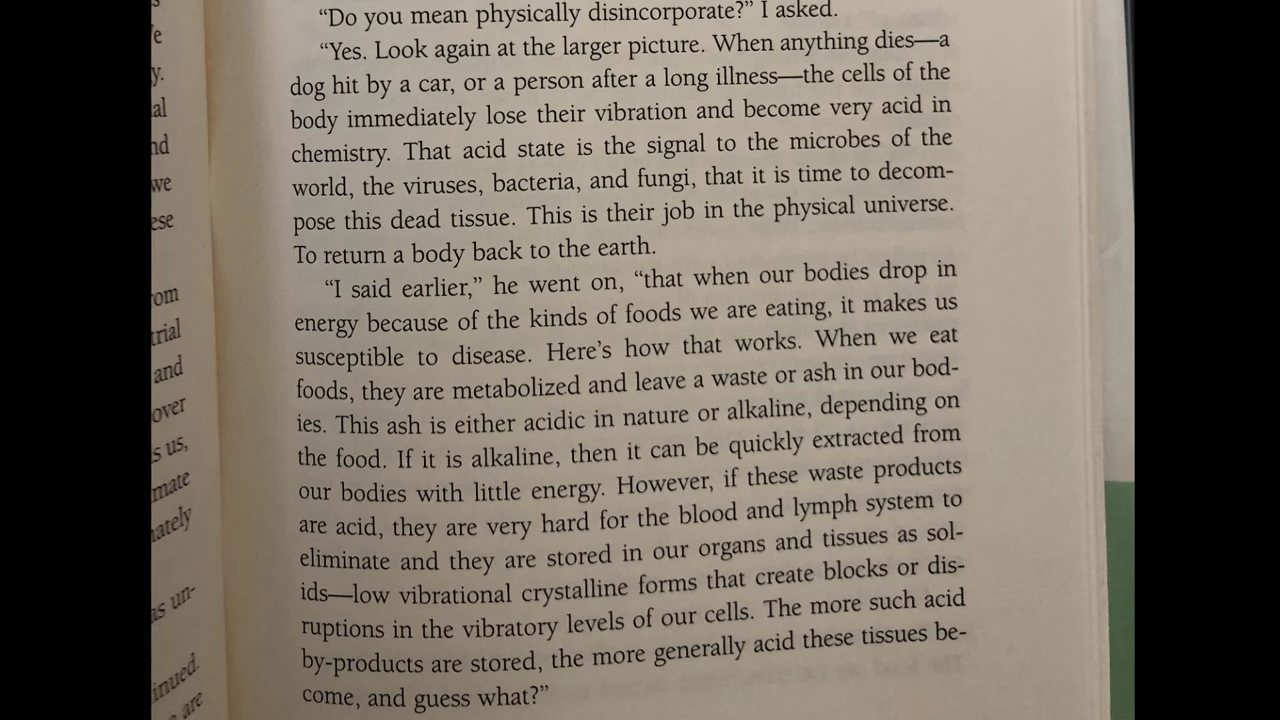 “Do you mean physically disincorporate?” I asked.
“Yes. Look again at the larger picture. When anything dies—a
dog hit by a car, or a person after a long illness—the cells of the
body immediately lose their vibration and become very acid in
chemistry. That acid state is the signal to the microbes of the
world, the viruses, bacteria, and fungi, that it is time to decom-
pose this dead tissue. This is their job in the physical universe.
To return a body back to the earth.
“I said earlier,” he went on, “that when our bodies drop in
energy because of the kinds of foods we are eating, it makes us
susceptible to disease. Here’s how that works. When we eat
foods, they are metabolized and leave a waste or ash in our bod-
ies. This ash is either acidic in nature or alkaline, depending on
the food. If it is alkaline, then it can be quickly extracted from
our bodies with little energy. However, if these waste products
are acid, they are very hard for the blood and lymph system to
eliminate and they are stored in our organs and tissues as sol-
ids—low vibrational crystalline forms that create blocks or dis-
ruptions in the vibratory levels of our cells. The more such acid
by-products are stored, the more generally acid these tissues be-
come, and guess what?”